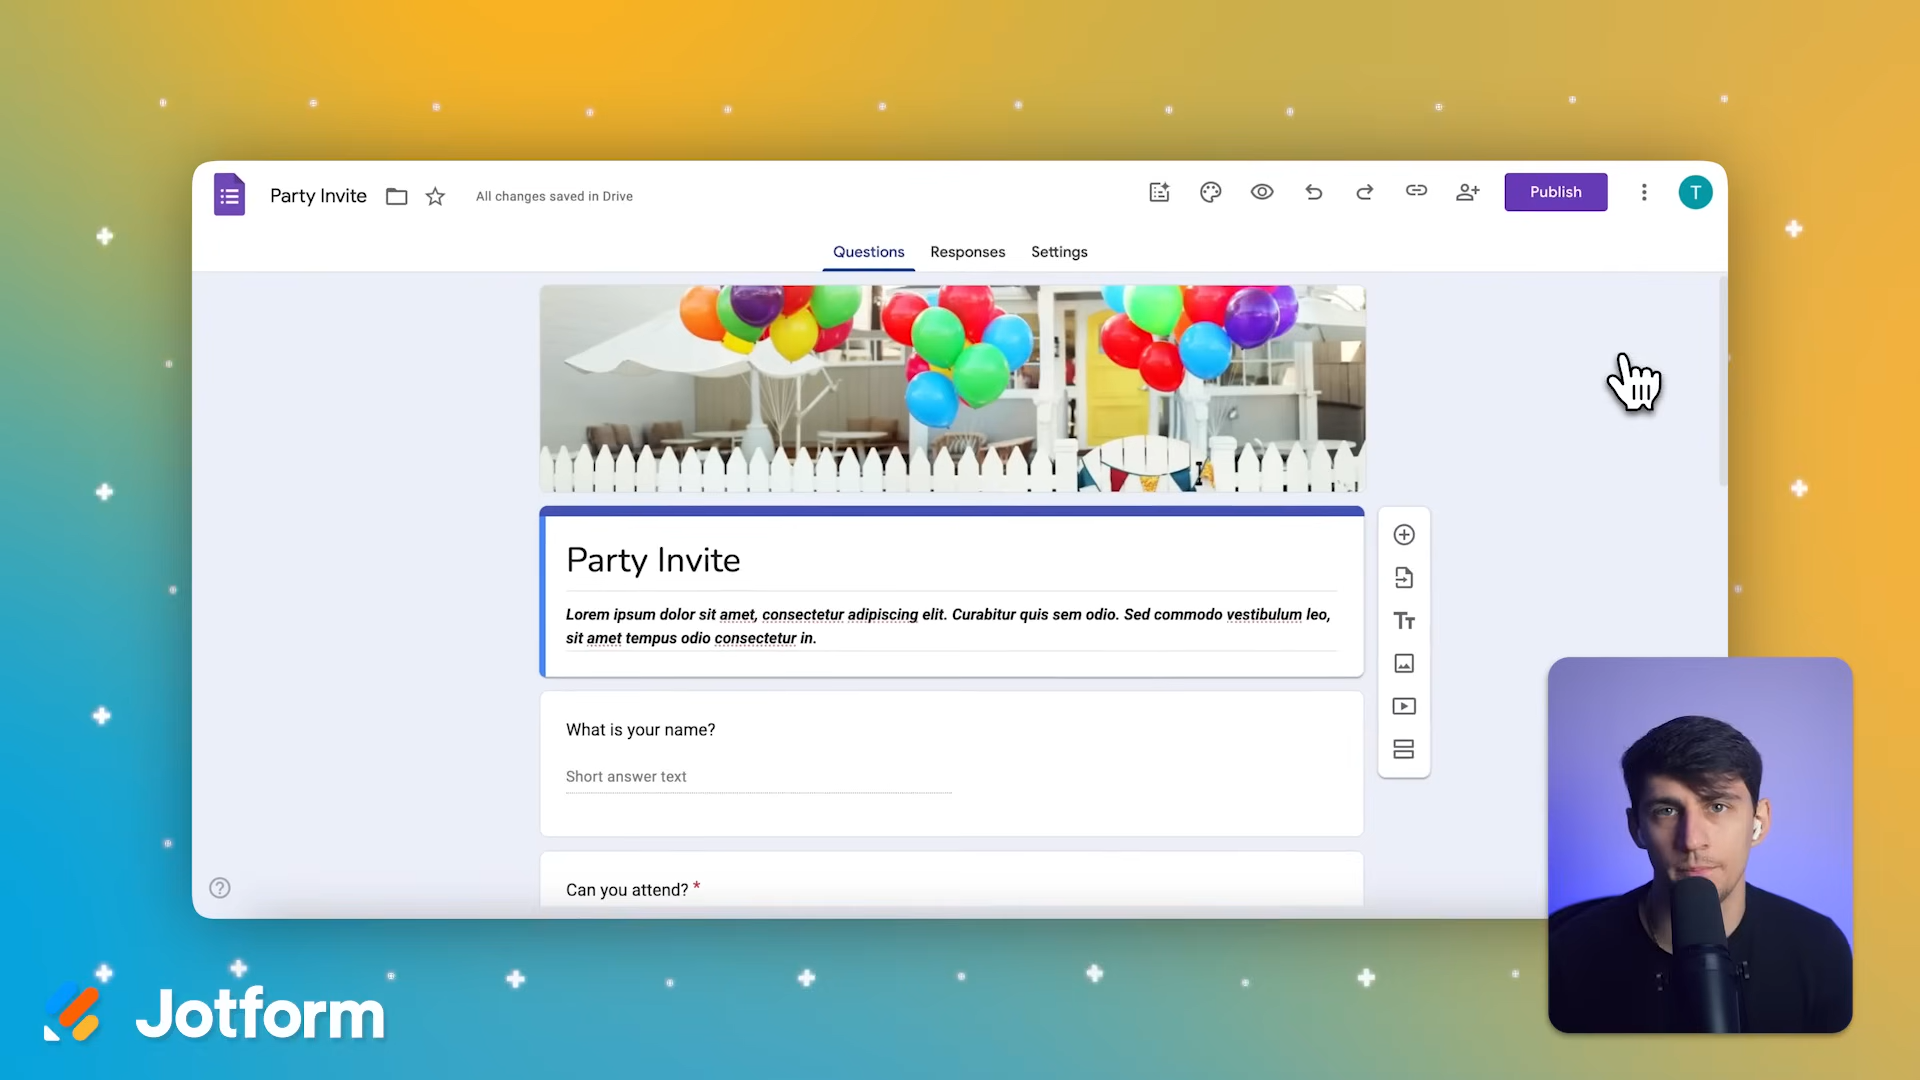 Party Invite
All changes saved in Drive
Publish
T
Questions
Responses
Settings
Party Invite
Lorem ipsum dolor sit amet, consectetur adipiscing elit. Curabitur quis sem odio. Sed commodo vestibulum leo,
sit amet tempus odio consectetur in.
Tt
What is your name?
Short answer text
Can you attend? *
Jotform